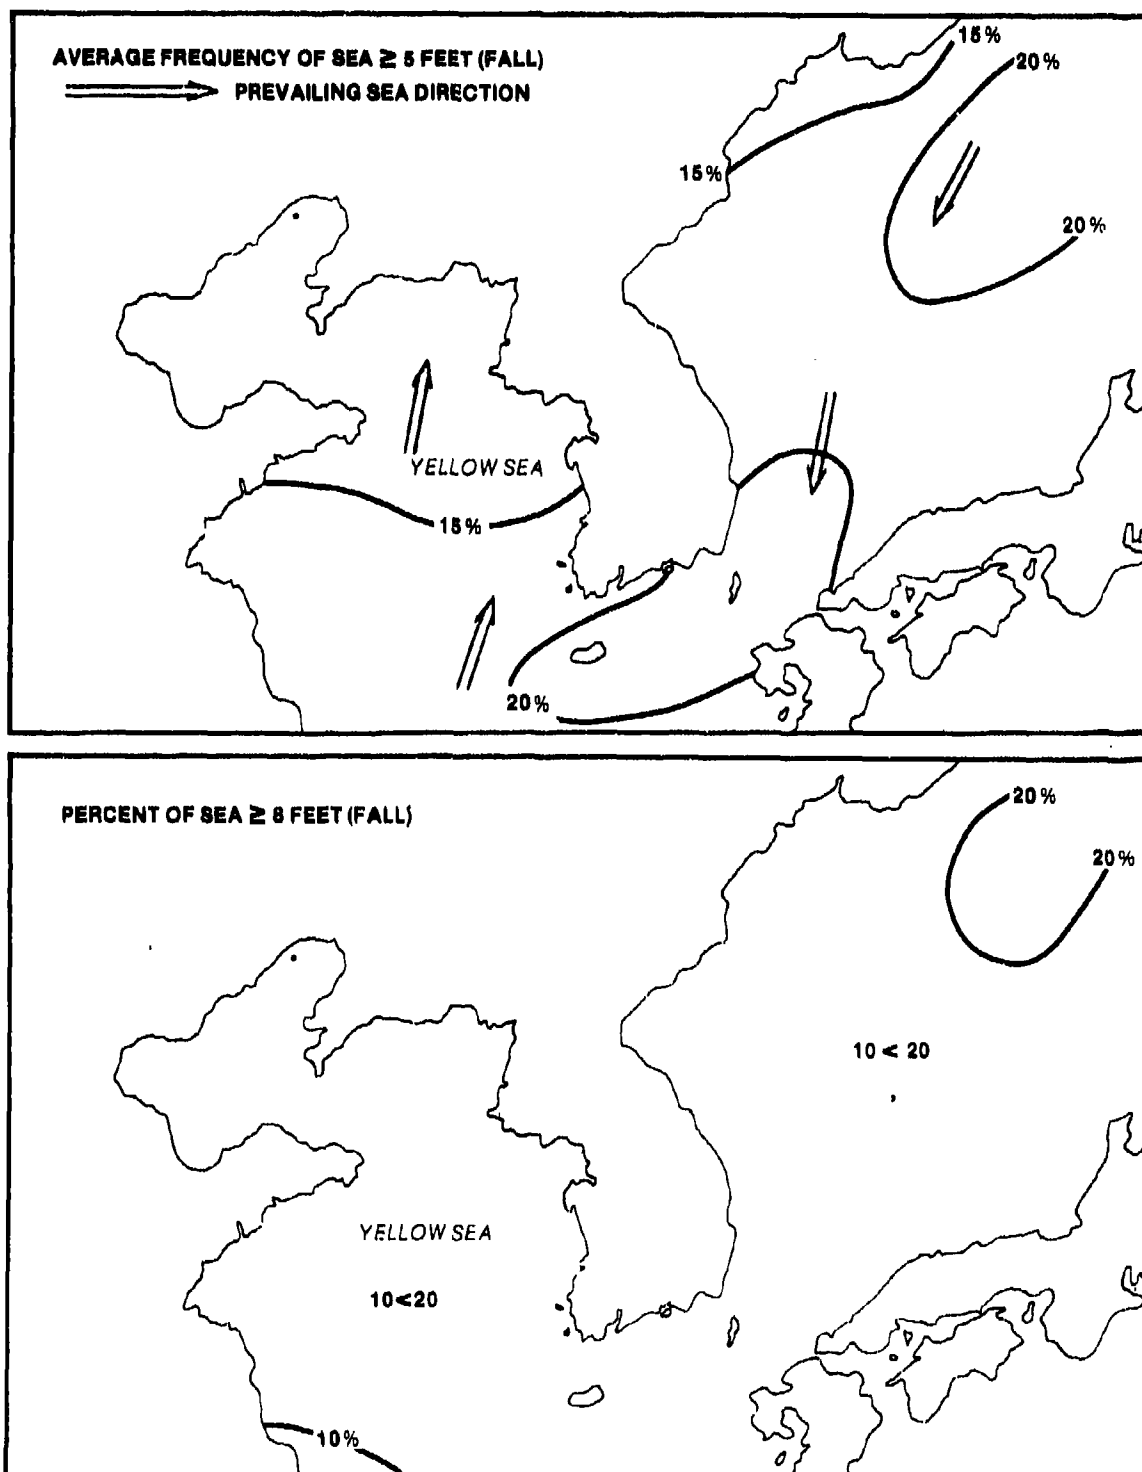 AVERAGE FREQUENCY OF SEA ≥ 5 FEET (FALL)
PREVAILING SEA DIRECTION
15%
20%
15%
20%
YELLOW SEA
15%
20%
PERCENT OF SEA ≥ 8 FEET (FALL)
20%
20%
10 < 20
YELLOW SEA
10<20
10%